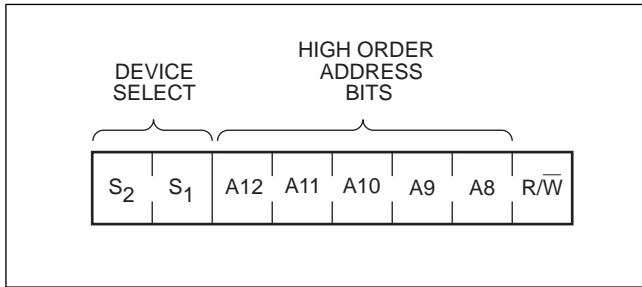 HIGH ORDER
ADDRESS
BITS
DEVICE
SELECT
S2 S1 A12 A11 A10 A9 A8 R/W̅